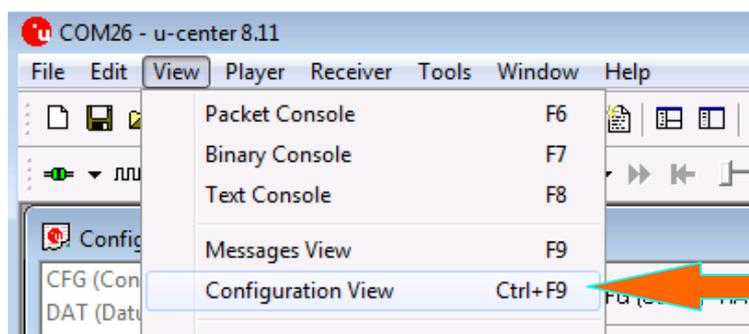 COM26 - u-center 8.11
File Edit View Player Receiver Tools Window Help
Packet Console F6
Binary Console F7
Text Console F8
Messages View F9
Configuration View Ctrl+F9
CFG (Con
DAT (Datu